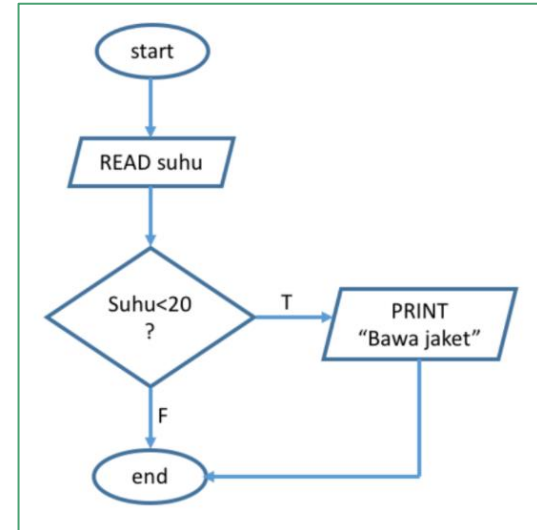 start
READ suhu
Suhu<20
?
T
PRINT
“Bawa jaket”
F
end